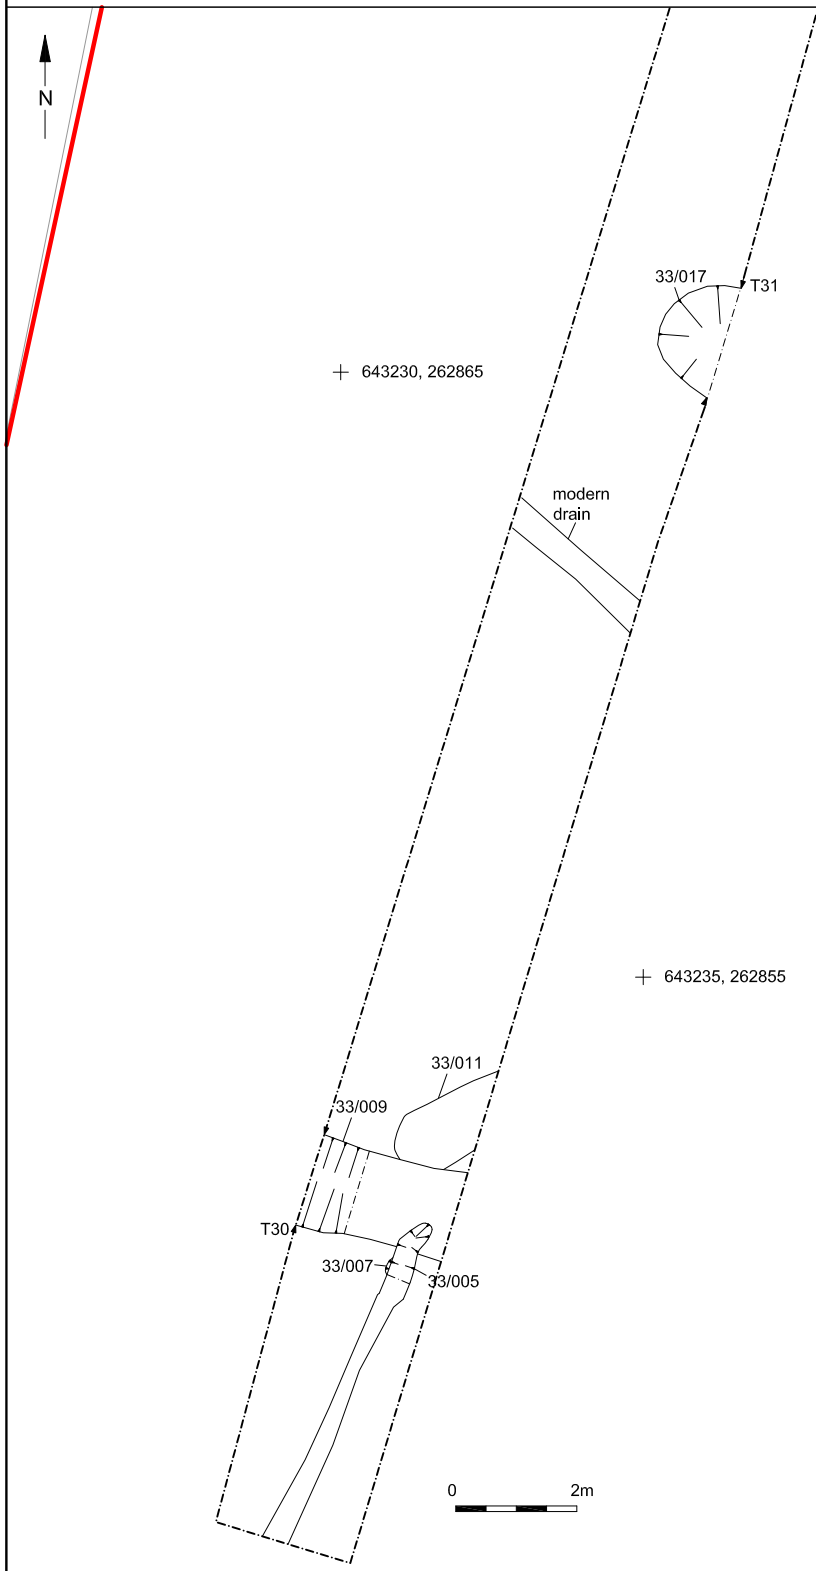 N
33/017
T31
643230, 262865
modern
drain
643235, 262855
33/011
33/009
T30
33/007
33/005
0 2m